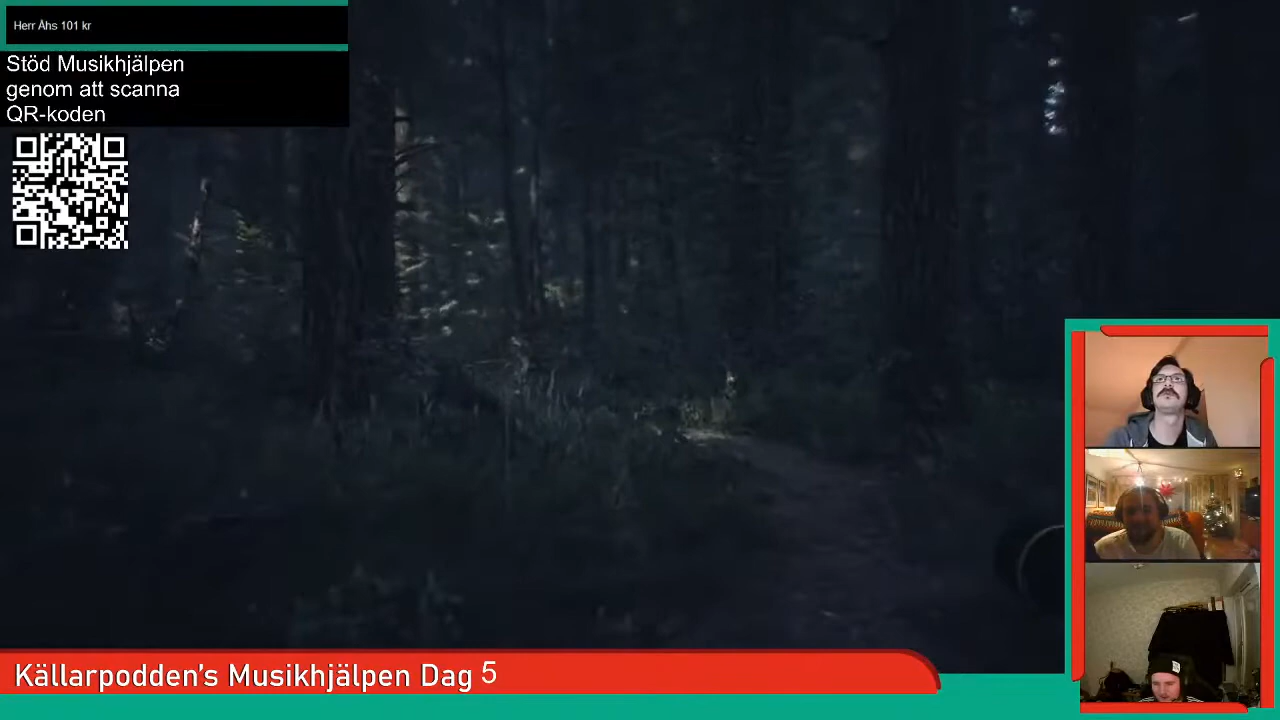 Herr Åhs 101 kr
Stöd Musikhjälpen
genom att scanna
QR-koden
Källarpodden's Musikhjälpen Dag 5